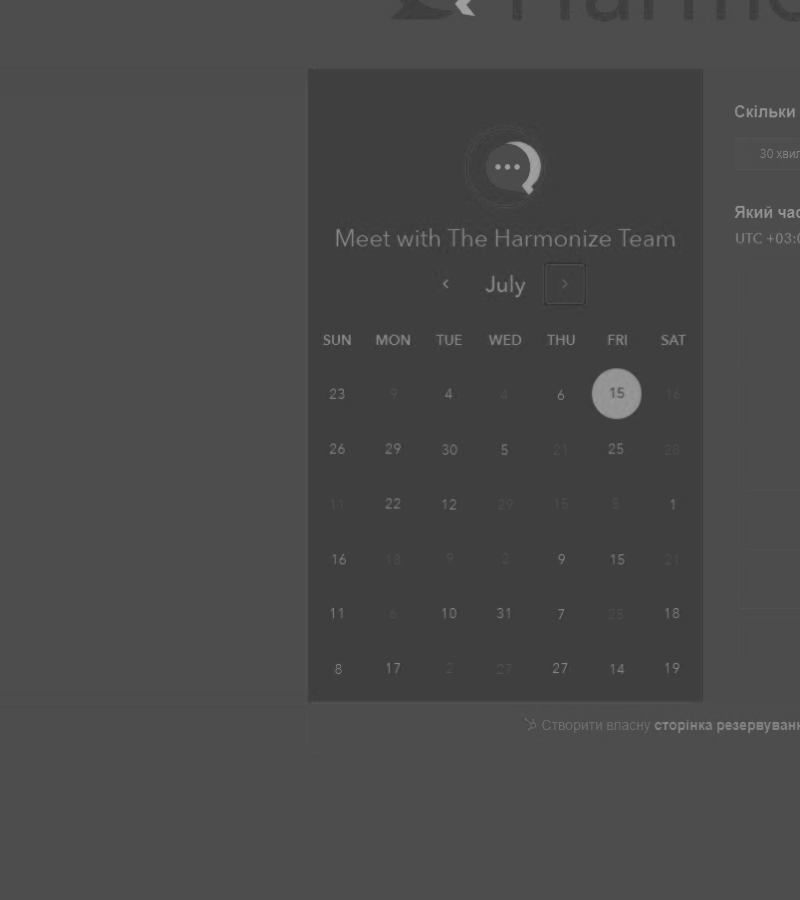 Harmo
Meet with The Harmonize Team
July
SUN MON TUE WED THU FRI SAT
23 9 4 4 6 15 16
26 29 30 5 21 25 28
11 22 12 29 15 5 1
16 18 9 2 9 15 21
11 6 10 31 7 25 18
8 17 2 27 27 14 19
Скільки
30 хвил
Який час
UTC +03:0
Створити власну сторінка резервуванн